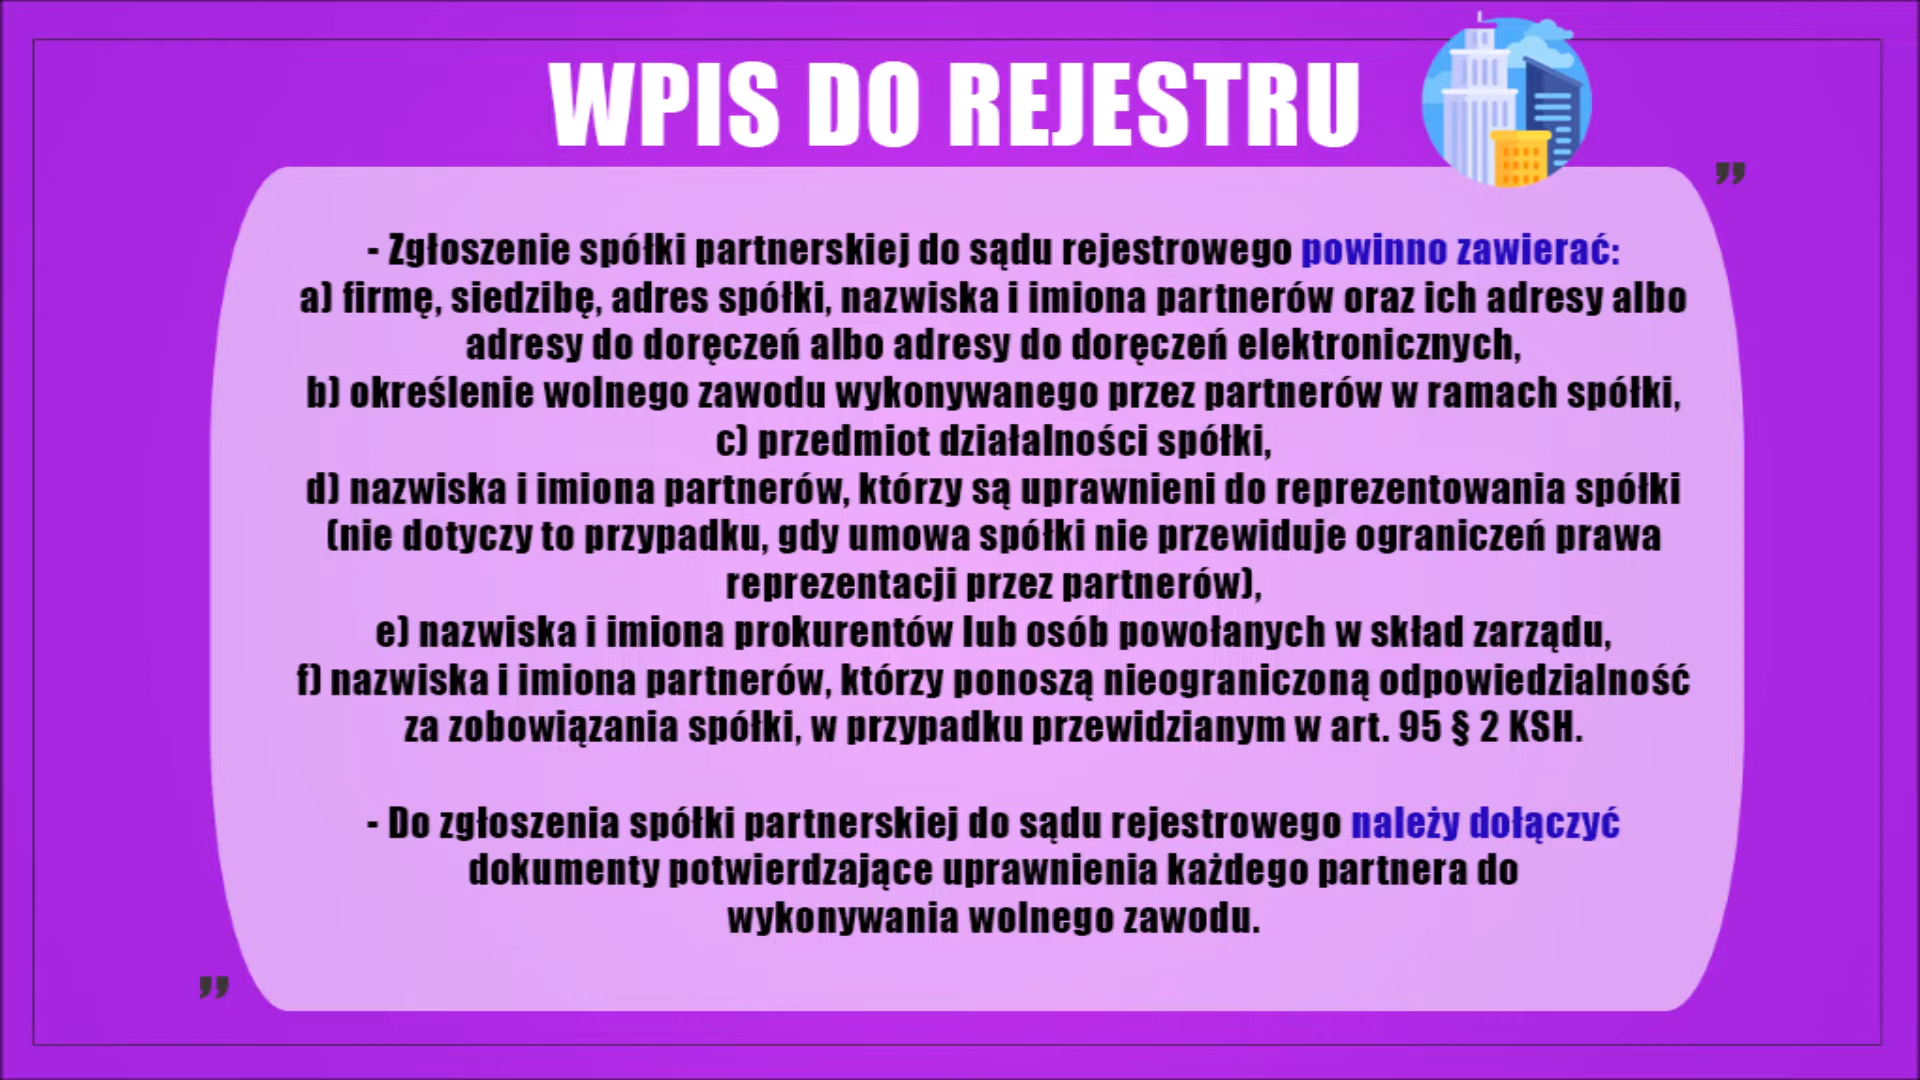 WPIS DO REJESTRU
”
- Zgłoszenie spółki partnerskiej do sądu rejestrowego powinno zawierać:
a) firmę, siedzibę, adres spółki, nazwiska i imiona partnerów oraz ich adresy albo
adresy do doręczeń albo adresy do doręczeń elektronicznych,
b) określenie wolnego zawodu wykonywanego przez partnerów w ramach spółki,
c) przedmiot działalności spółki,
d) nazwiska i imiona partnerów, którzy są uprawnieni do reprezentowania spółki
(nie dotyczy to przypadku, gdy umowa spółki nie przewiduje ograniczeń prawa
reprezentacji przez partnerów),
e) nazwiska i imiona prokurentów lub osób powołanych w skład zarządu,
f) nazwiska i imiona partnerów, którzy ponoszą nieograniczoną odpowiedzialność
za zobowiązania spółki, w przypadku przewidzianym w art. 95 § 2 KSH.
- Do zgłoszenia spółki partnerskiej do sądu rejestrowego należy dołączyć
dokumenty potwierdzające uprawnienia każdego partnera do
wykonywania wolnego zawodu.
”